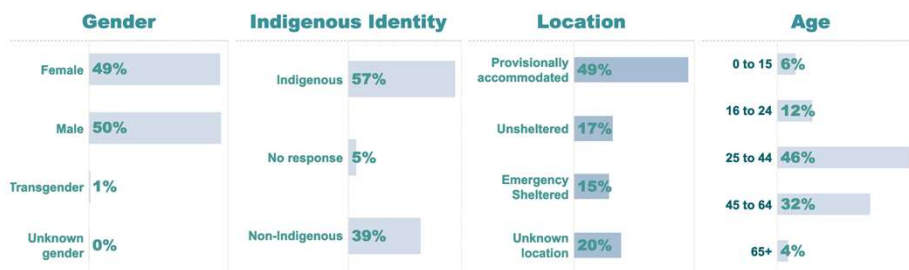 Gender
Female 49%
Male 50%
Transgender 1%
Unknown
gender 0%
Indigenous Identity
Indigenous 57%
No response 5%
Non-Indigenous 39%
Location
Provisionally
accommodated 49%
Unsheltered 17%
Emergency
Sheltered 15%
Unknown
location 20%
Age
0 to 15 6%
16 to 24 12%
25 to 44 46%
45 to 64 32%
65+ 4%